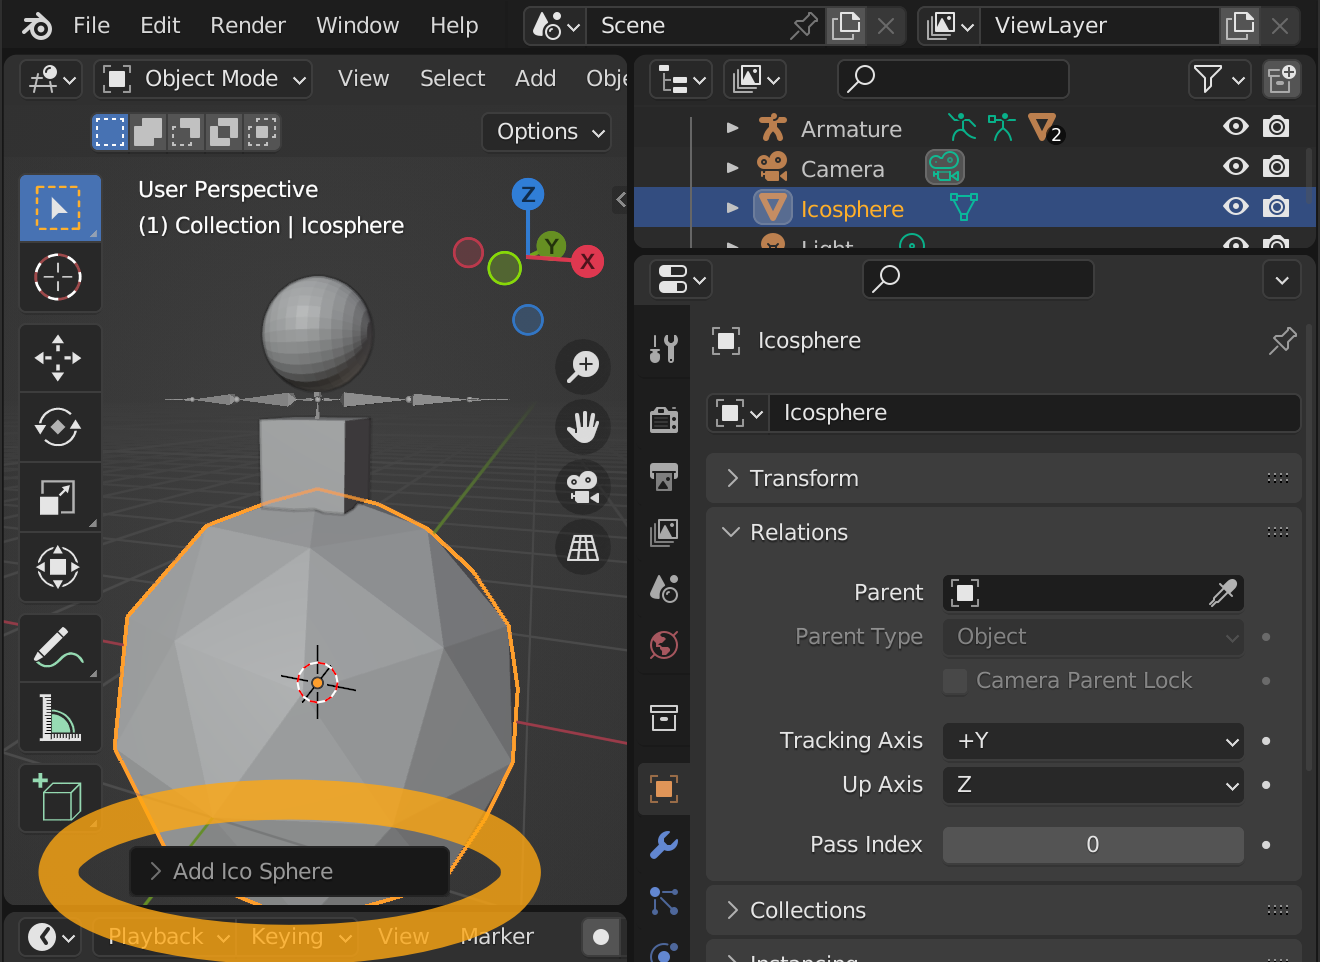 File Edit Render Window Help Scene ViewLayer
Object Mode View Select Add Obje
Options
User Perspective
(1) Collection | Icosphere
Z
Y
X
Add Ico Sphere
Playback Keying View Marker
Armature 2
Camera
Icosphere
Light
Icosphere
Icosphere
Transform
Relations
Parent
Parent Type Object
Camera Parent Lock
Tracking Axis +Y
Up Axis Z
Pass Index 0
Collections
Instancing